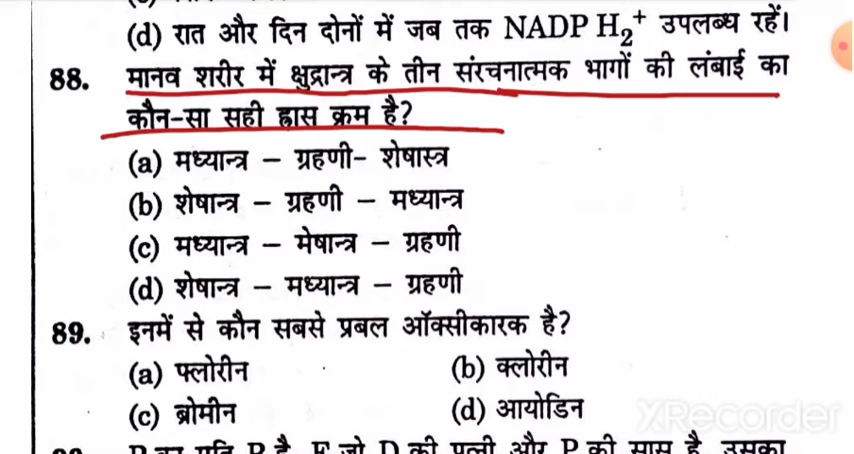 (d) रात और दिन दोनों में जब तक NADP H₂⁺ उपलब्ध रहें।
88. मानव शरीर में क्षुद्रान्त्र के तीन संरचनात्मक भागों की लंबाई का
कौन-सा सही ह्रास क्रम है?
(a) मध्यान्त्र – ग्रहणी- शेषास्त्र
(b) शेषान्त्र – ग्रहणी – मध्यान्त्र
(c) मध्यान्त्र – मेषान्त्र – ग्रहणी
(d) शेषान्त्र – मध्यान्त्र – ग्रहणी
89. इनमें से कौन सबसे प्रबल ऑक्सीकारक है?
(a) फ्लोरीन (b) क्लोरीन
(c) ब्रोमीन (d) आयोडिन
XRecorder